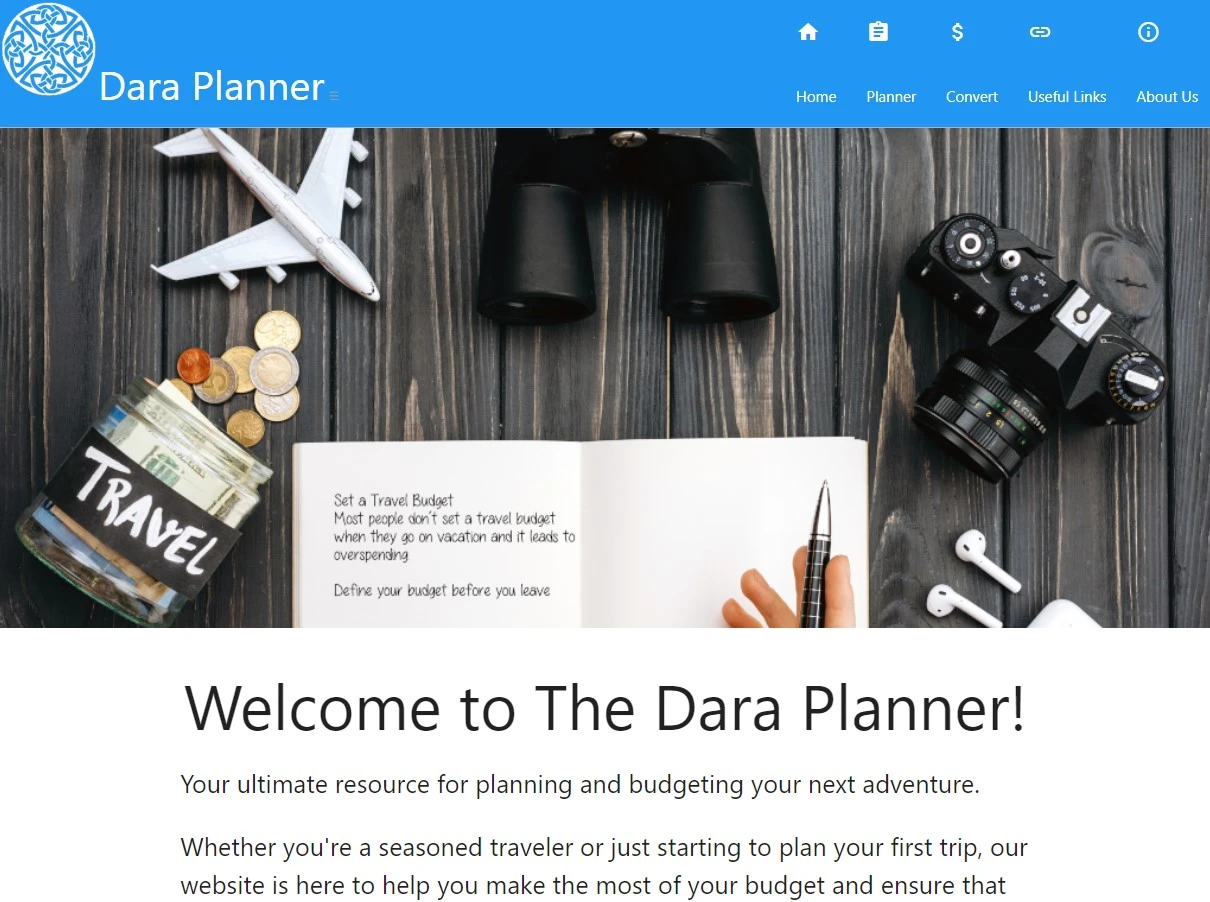 Dara Planner
Home
Planner
Convert
Useful Links
About Us
TRAVEL
Set a Travel Budget
Most people don't set a travel budget
when they go on vacation and it leads to
overspending
Define your budget before you leave
Welcome to The Dara Planner!
Your ultimate resource for planning and budgeting your next adventure.
Whether you're a seasoned traveler or just starting to plan your first trip, our
website is here to help you make the most of your budget and ensure that